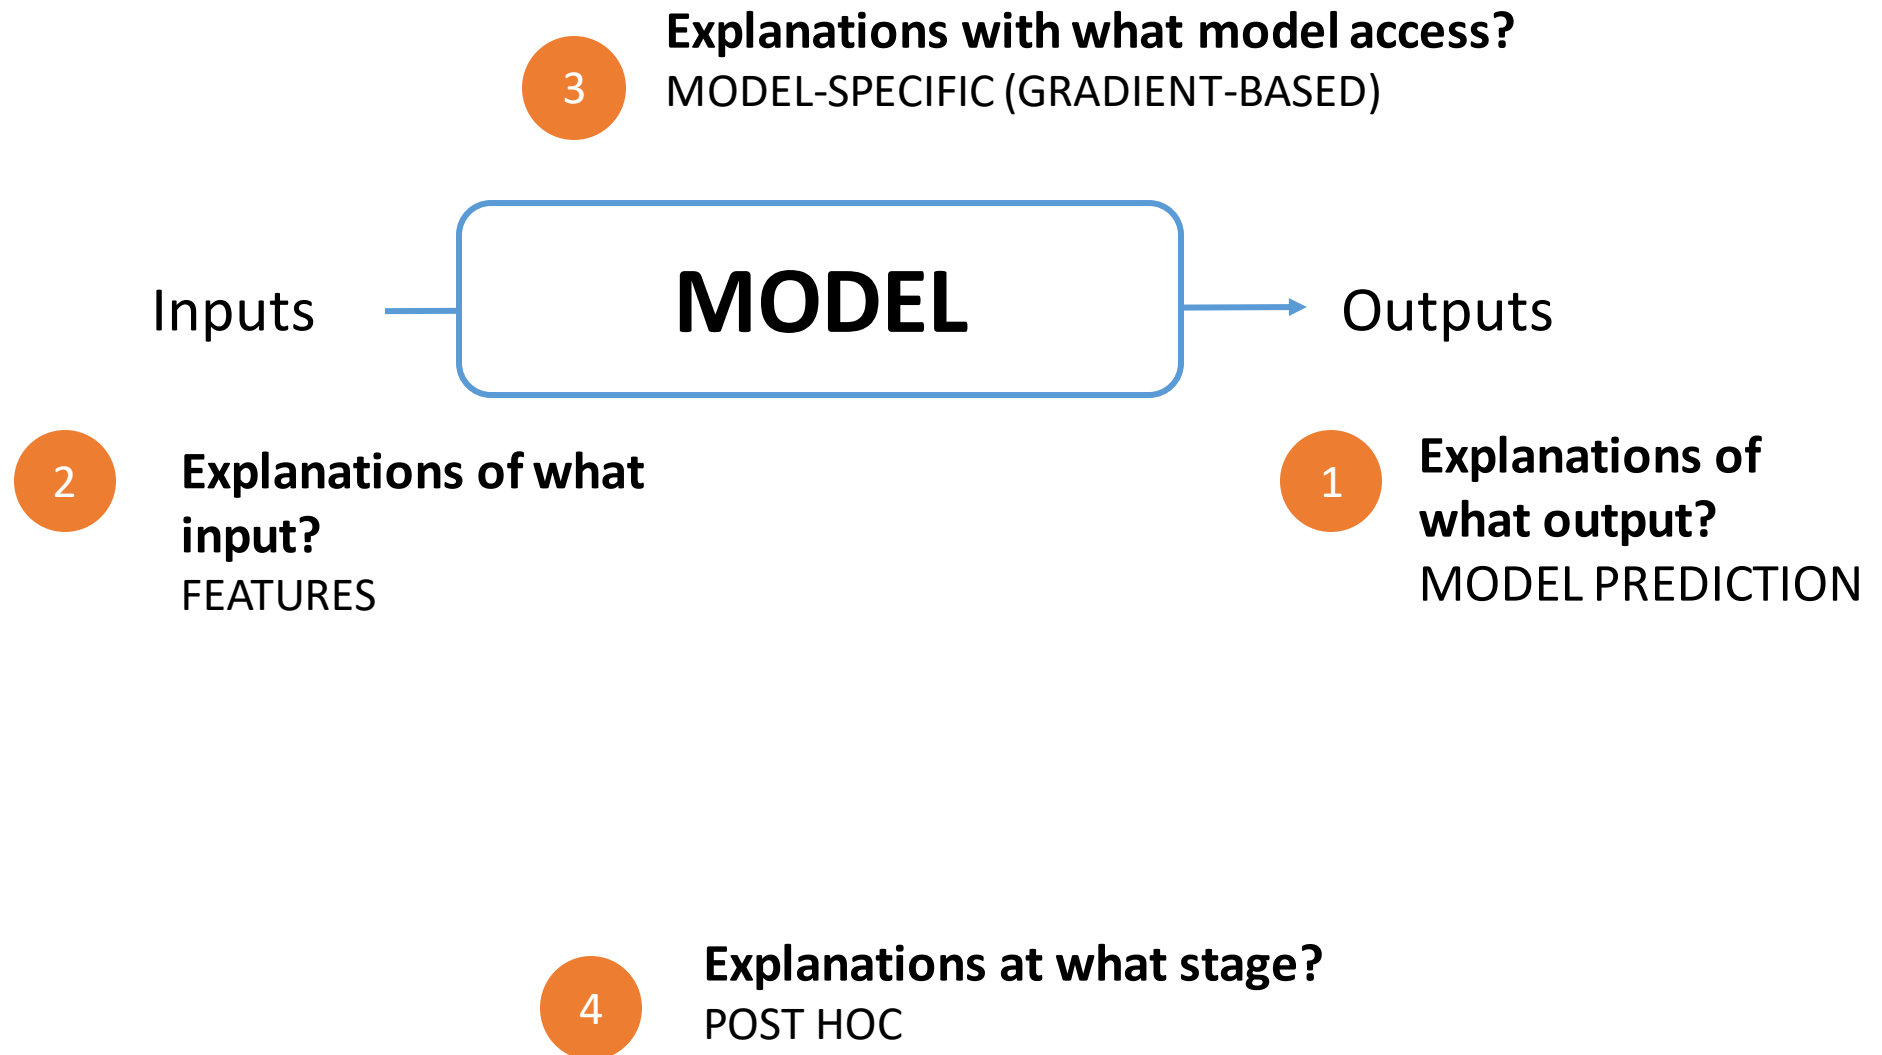 3
Explanations with what model access?
MODEL-SPECIFIC (GRADIENT-BASED)
Inputs
MODEL
Outputs
2
Explanations of what
input?
FEATURES
1
Explanations of
what output?
MODEL PREDICTION
4
Explanations at what stage?
POST HOC